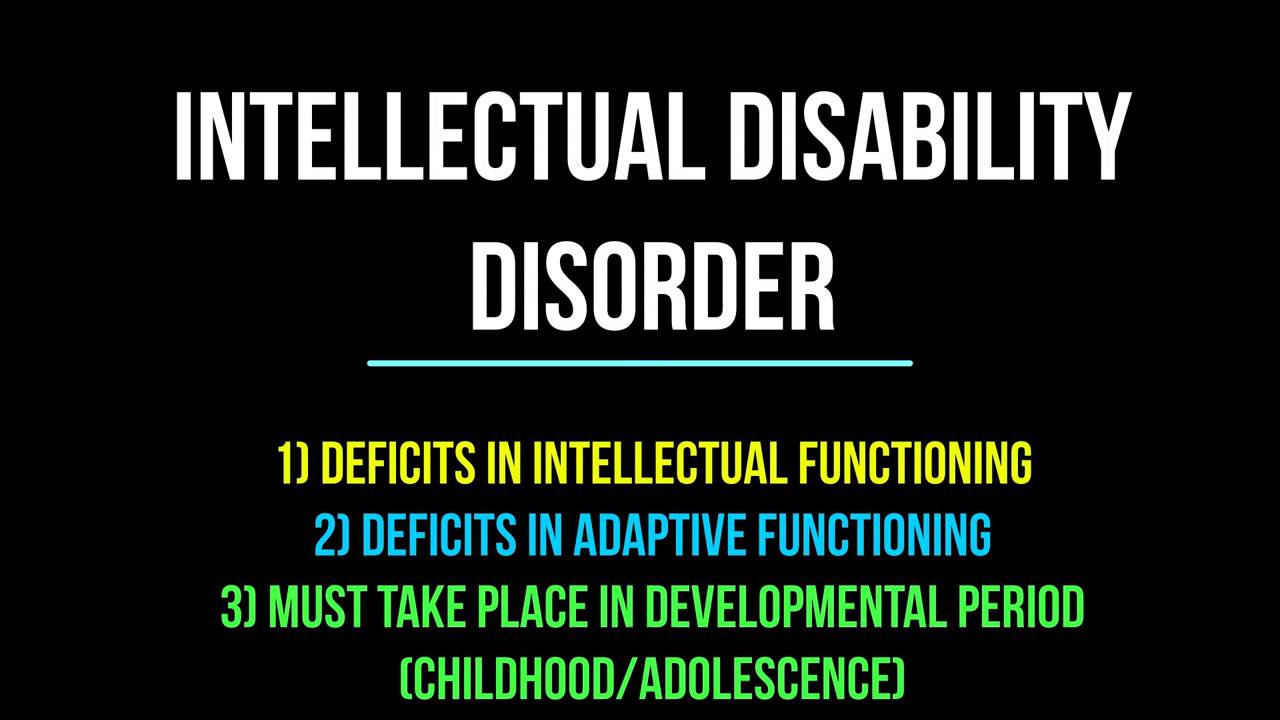 INTELLECTUAL DISABILITY
DISORDER
1) DEFICITS IN INTELLECTUAL FUNCTIONING
2) DEFICITS IN ADAPTIVE FUNCTIONING
3) MUST TAKE PLACE IN DEVELOPMENTAL PERIOD
(CHILDHOOD/ADOLESCENCE)